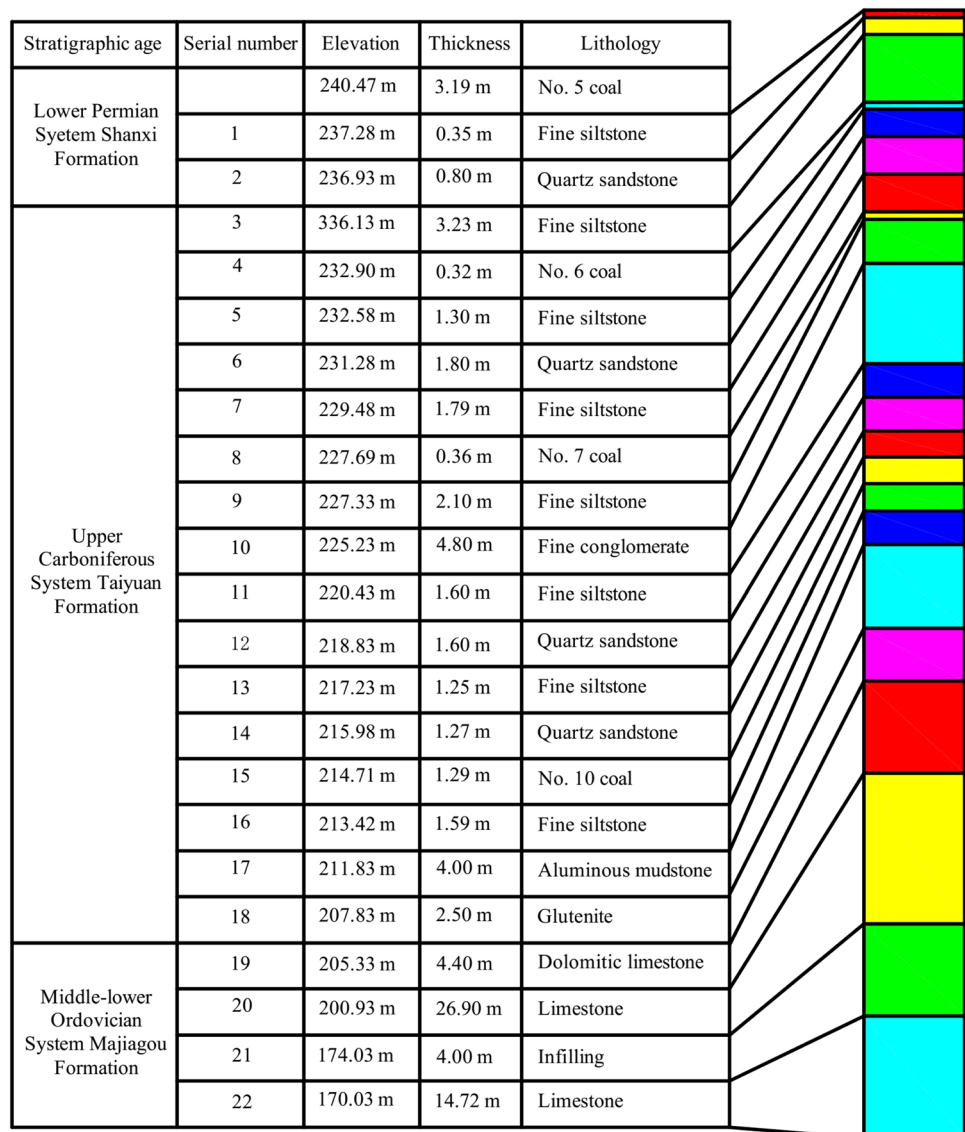 Stratigraphic age Serial number Elevation Thickness Lithology
Lower Permian
Syetem Shanxi
Formation
240.47 m 3.19 m No. 5 coal
1 237.28 m 0.35 m Fine siltstone
2 236.93 m 0.80 m Quartz sandstone
Upper
Carboniferous
System Taiyuan
Formation
3 336.13 m 3.23 m Fine siltstone
4 232.90 m 0.32 m No. 6 coal
5 232.58 m 1.30 m Fine siltstone
6 231.28 m 1.80 m Quartz sandstone
7 229.48 m 1.79 m Fine siltstone
8 227.69 m 0.36 m No. 7 coal
9 227.33 m 2.10 m Fine siltstone
10 225.23 m 4.80 m Fine conglomerate
11 220.43 m 1.60 m Fine siltstone
12 218.83 m 1.60 m Quartz sandstone
13 217.23 m 1.25 m Fine siltstone
14 215.98 m 1.27 m Quartz sandstone
15 214.71 m 1.29 m No. 10 coal
16 213.42 m 1.59 m Fine siltstone
17 211.83 m 4.00 m Aluminous mudstone
18 207.83 m 2.50 m Glutenite
Middle-lower
Ordovician
System Majiagou
Formation
19 205.33 m 4.40 m Dolomitic limestone
20 200.93 m 26.90 m Limestone
21 174.03 m 4.00 m Infilling
22 170.03 m 14.72 m Limestone